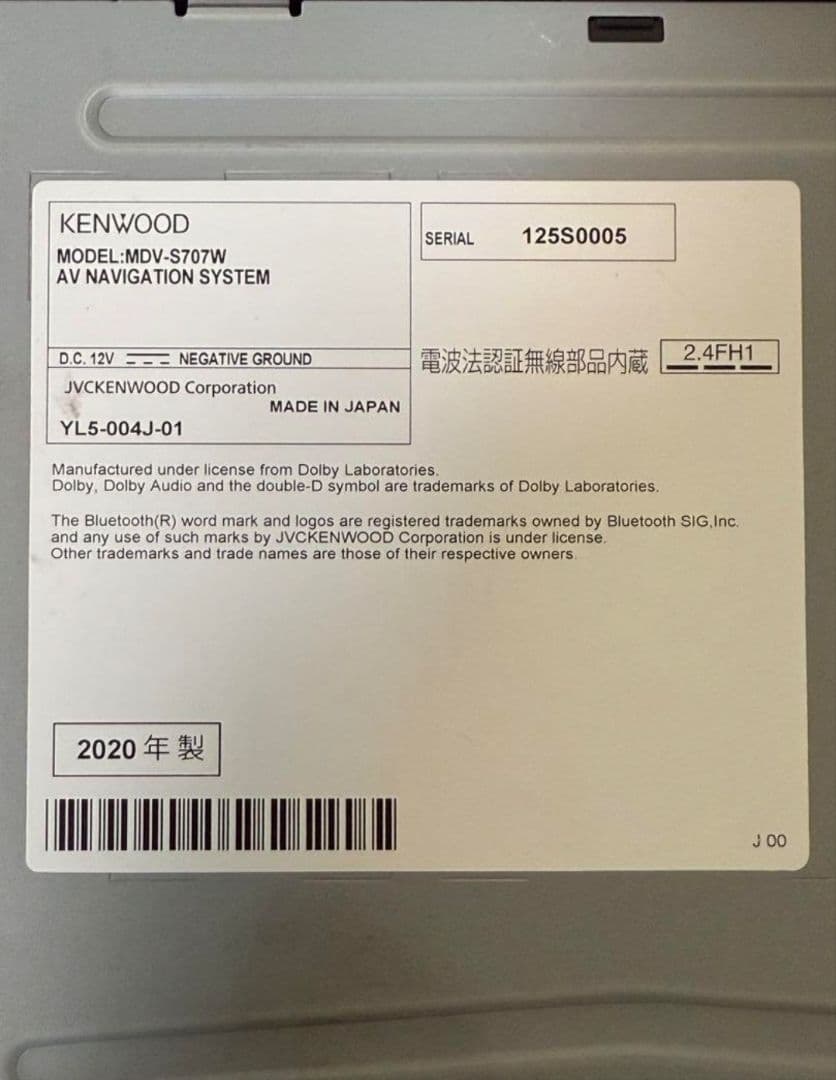 KENWOOD
MODEL:MDV-S707W
AV NAVIGATION SYSTEM
SERIAL 125S0005
D.C. 12V NEGATIVE GROUND
電波法認証無線部品内蔵 2.4FH1
JVCKENWOOD Corporation
MADE IN JAPAN
YL5-004J-01
Manufactured under license from Dolby Laboratories.
Dolby, Dolby Audio and the double-D symbol are trademarks of Dolby Laboratories.
The Bluetooth(R) word mark and logos are registered trademarks owned by Bluetooth SIG,Inc.
and any use of such marks by JVCKENWOOD Corporation is under license.
Other trademarks and trade names are those of their respective owners.
2020 年 製
J 00